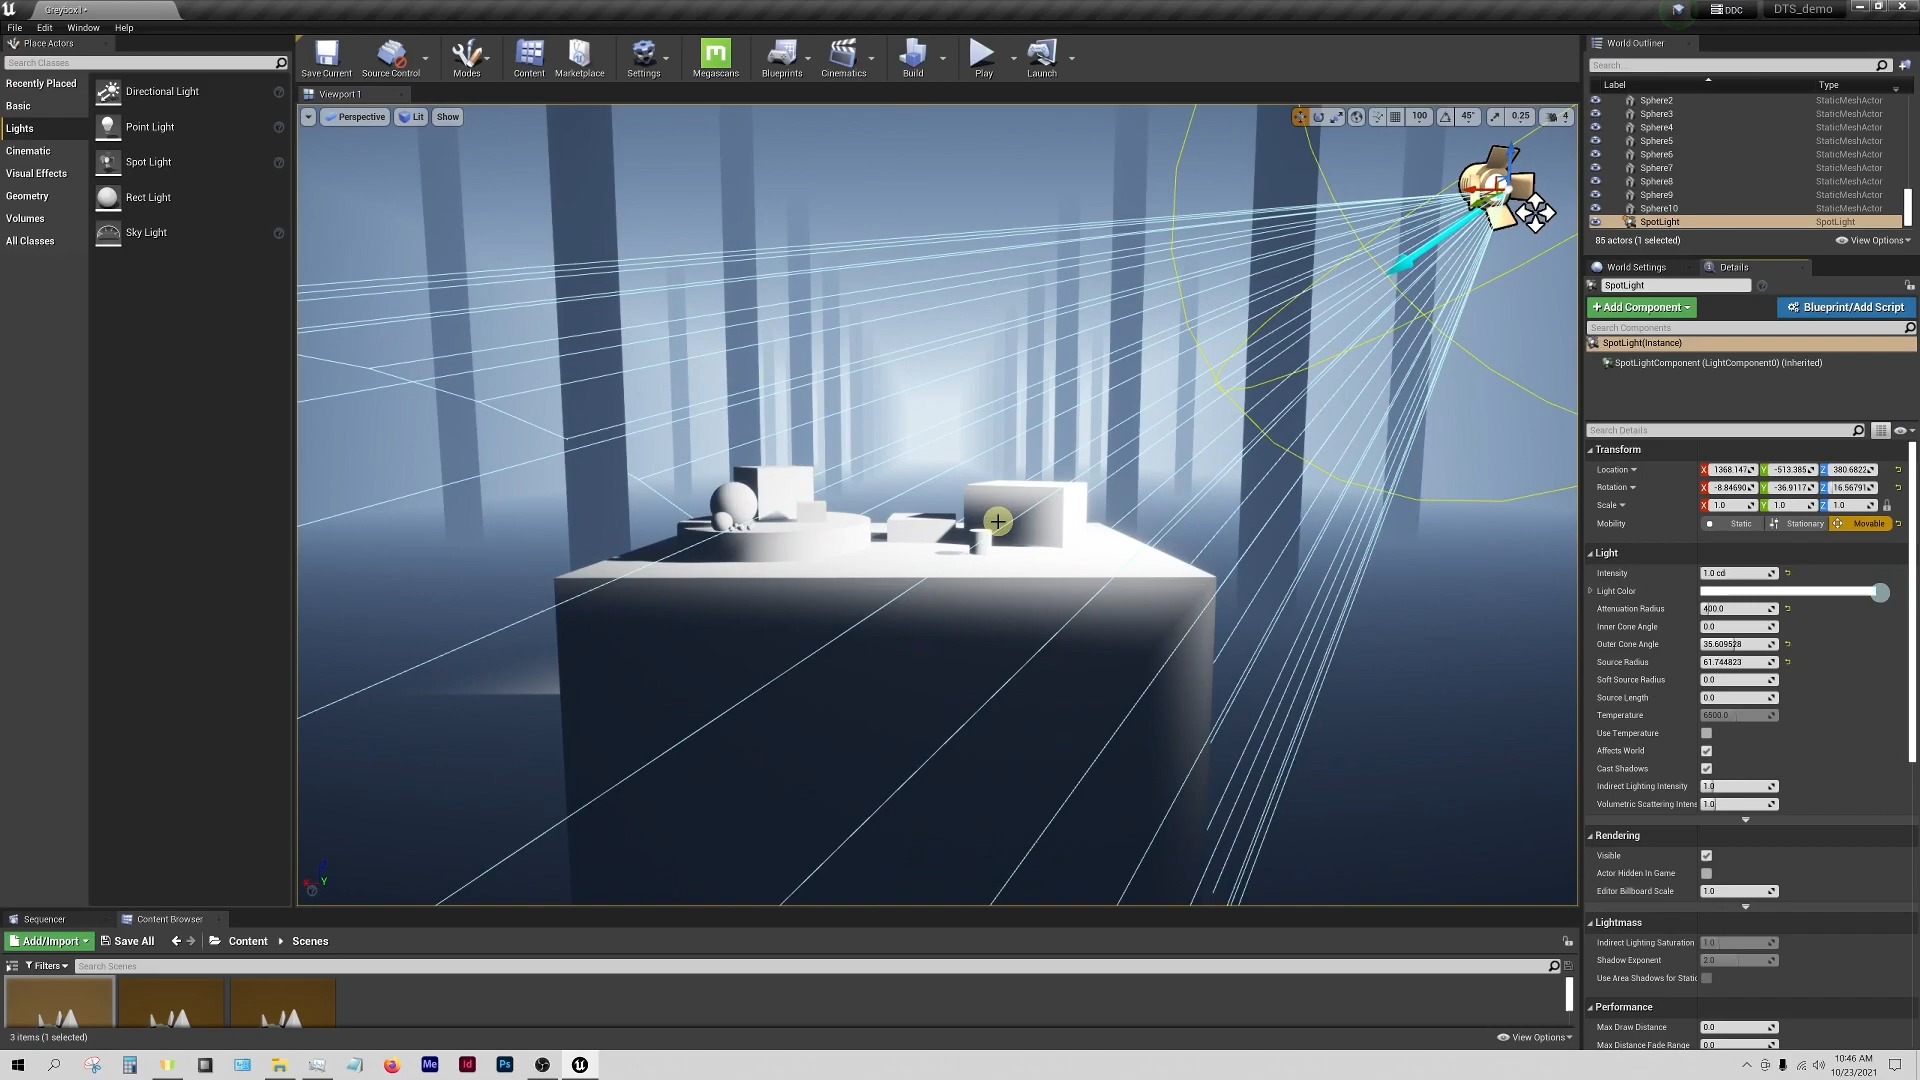 Greybox1•
DDC
DTS_demo
File Edit Window Help
Place Actors
Search Classes
Recently Placed
Basic
Lights
Cinematic
Visual Effects
Geometry
Volumes
All Classes
Directional Light
Point Light
Spot Light
Rect Light
Sky Light
Save Current
Source Control
Modes
Content
Marketplace
Settings
Megascans
Blueprints
Cinematics
Build
Play
Launch
Viewport 1
Perspective
Lit
Show
100
45°
0.25
4
X Z Y
World Outliner
Search...
Label Type
Sphere2 StaticMeshActor
Sphere3 StaticMeshActor
Sphere4 StaticMeshActor
Sphere5 StaticMeshActor
Sphere6 StaticMeshActor
Sphere7 StaticMeshActor
Sphere8 StaticMeshActor
Sphere9 StaticMeshActor
Sphere10 StaticMeshActor
SpotLight SpotLight
85 actors (1 selected)
View Options
World Settings
Details
SpotLight
+ Add Component
Blueprint/Add Script
Search Components
SpotLight(Instance)
SpotLightComponent (LightComponent0) (Inherited)
Search Details
Transform
Location X 1368.147 Y -513.385 Z 380.6822
Rotation X -8.84690 Y -36.9117 Z 16.56791
Scale X 1.0 Y 1.0 Z 1.0
Mobility Static Stationary Movable
Light
Intensity 1.0 cd
Light Color
Attenuation Radius 400.0
Inner Cone Angle 0.0
Outer Cone Angle 35.609528
Source Radius 61.744823
Soft Source Radius 0.0
Source Length 0.0
Temperature 6500.0
Use Temperature
Affects World
Cast Shadows
Indirect Lighting Intensity 1.0
Volumetric Scattering Intens 1.0
Rendering
Visible
Actor Hidden In Game
Editor Billboard Scale 1.0
Lightmass
Indirect Lighting Saturation 1.0
Shadow Exponent 2.0
Use Area Shadows for Static
Performance
Max Draw Distance 0.0
Max Distance Fade Range 0.0
Sequencer
Content Browser
Add/Import
Save All
Content
Scenes
Filters
Search Scenes
3 items (1 selected)
View Options
Me
Id
Ps
10:46 AM
10/23/2021